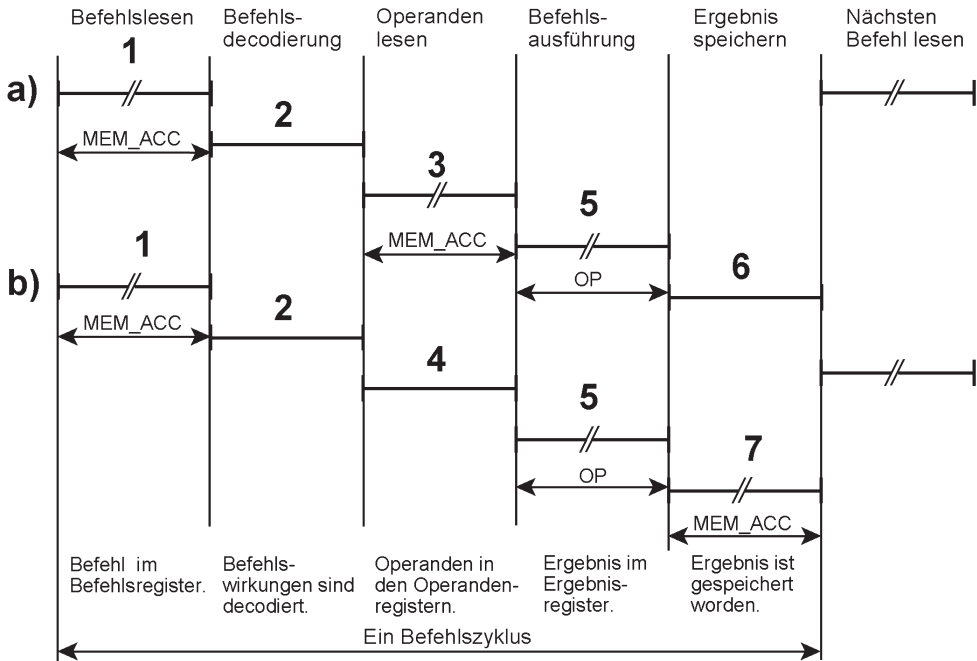 Befehlslesen
Befehls-
decodierung
Operanden
lesen
Befehls-
ausführung
Ergebnis
speichern
Nächsten
Befehl lesen
1
a)
MEM_ACC
2
3
MEM_ACC
5
OP
6
1
b)
MEM_ACC
2
4
5
OP
7
MEM_ACC
Befehl im
Befehlsregister.
Befehls-
wirkungen sind
decodiert.
Operanden in
den Operanden-
registern.
Ergebnis im
Ergebnis-
register.
Ergebnis ist
gespeichert
worden.
Ein Befehlszyklus